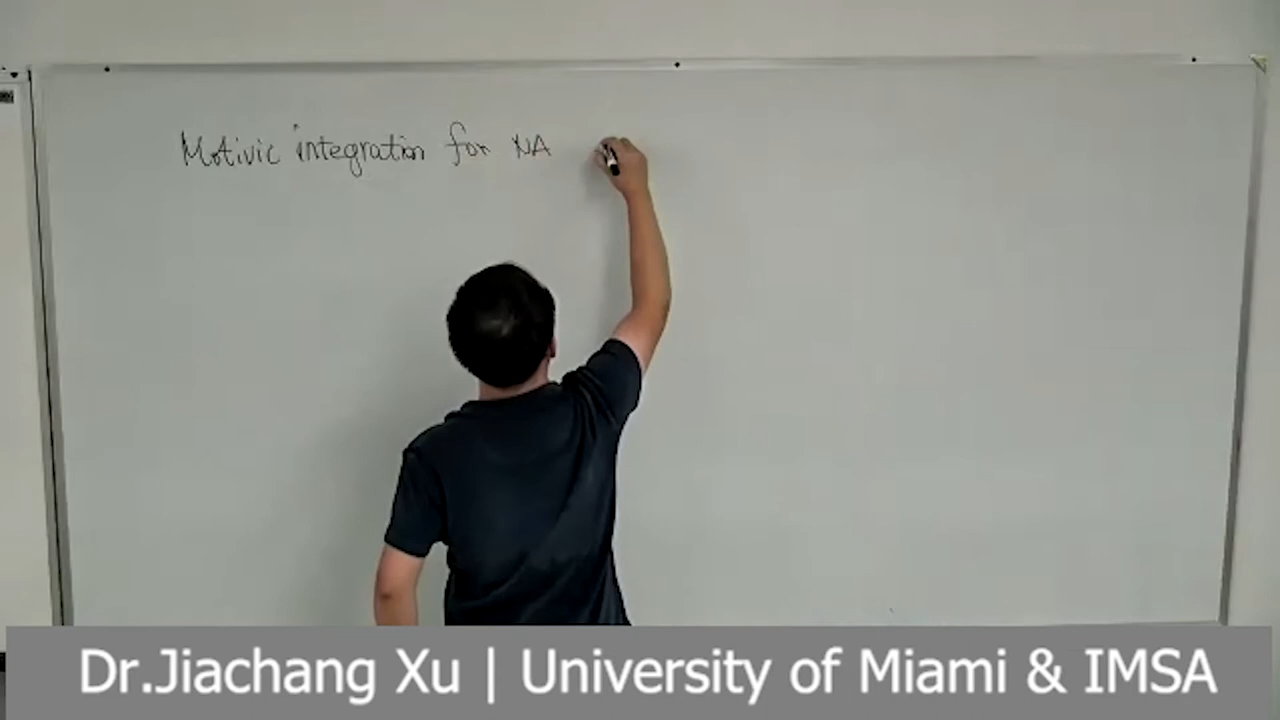 Motivic integration for NA
Dr.Jiachang Xu | University of Miami & IMSA